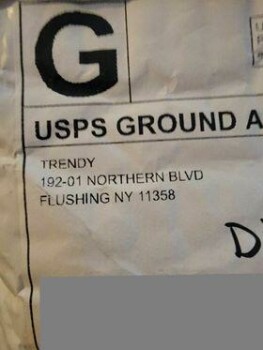 G
USPS GROUND A
TRENDY
192-01 NORTHERN BLVD
FLUSHING NY 11358